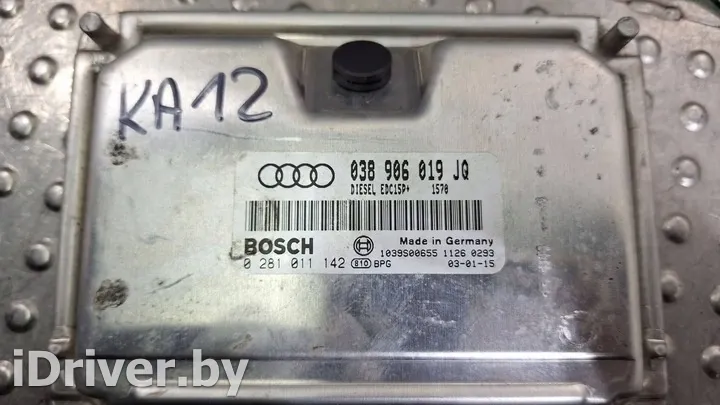 KA12
038 906 019 JQ
DIESEL EDC15P+ 1570
BOSCH
Made in Germany
1039S00655 1126 0293
0 281 011 142 810 BPG 03-01-15
iDriver.by